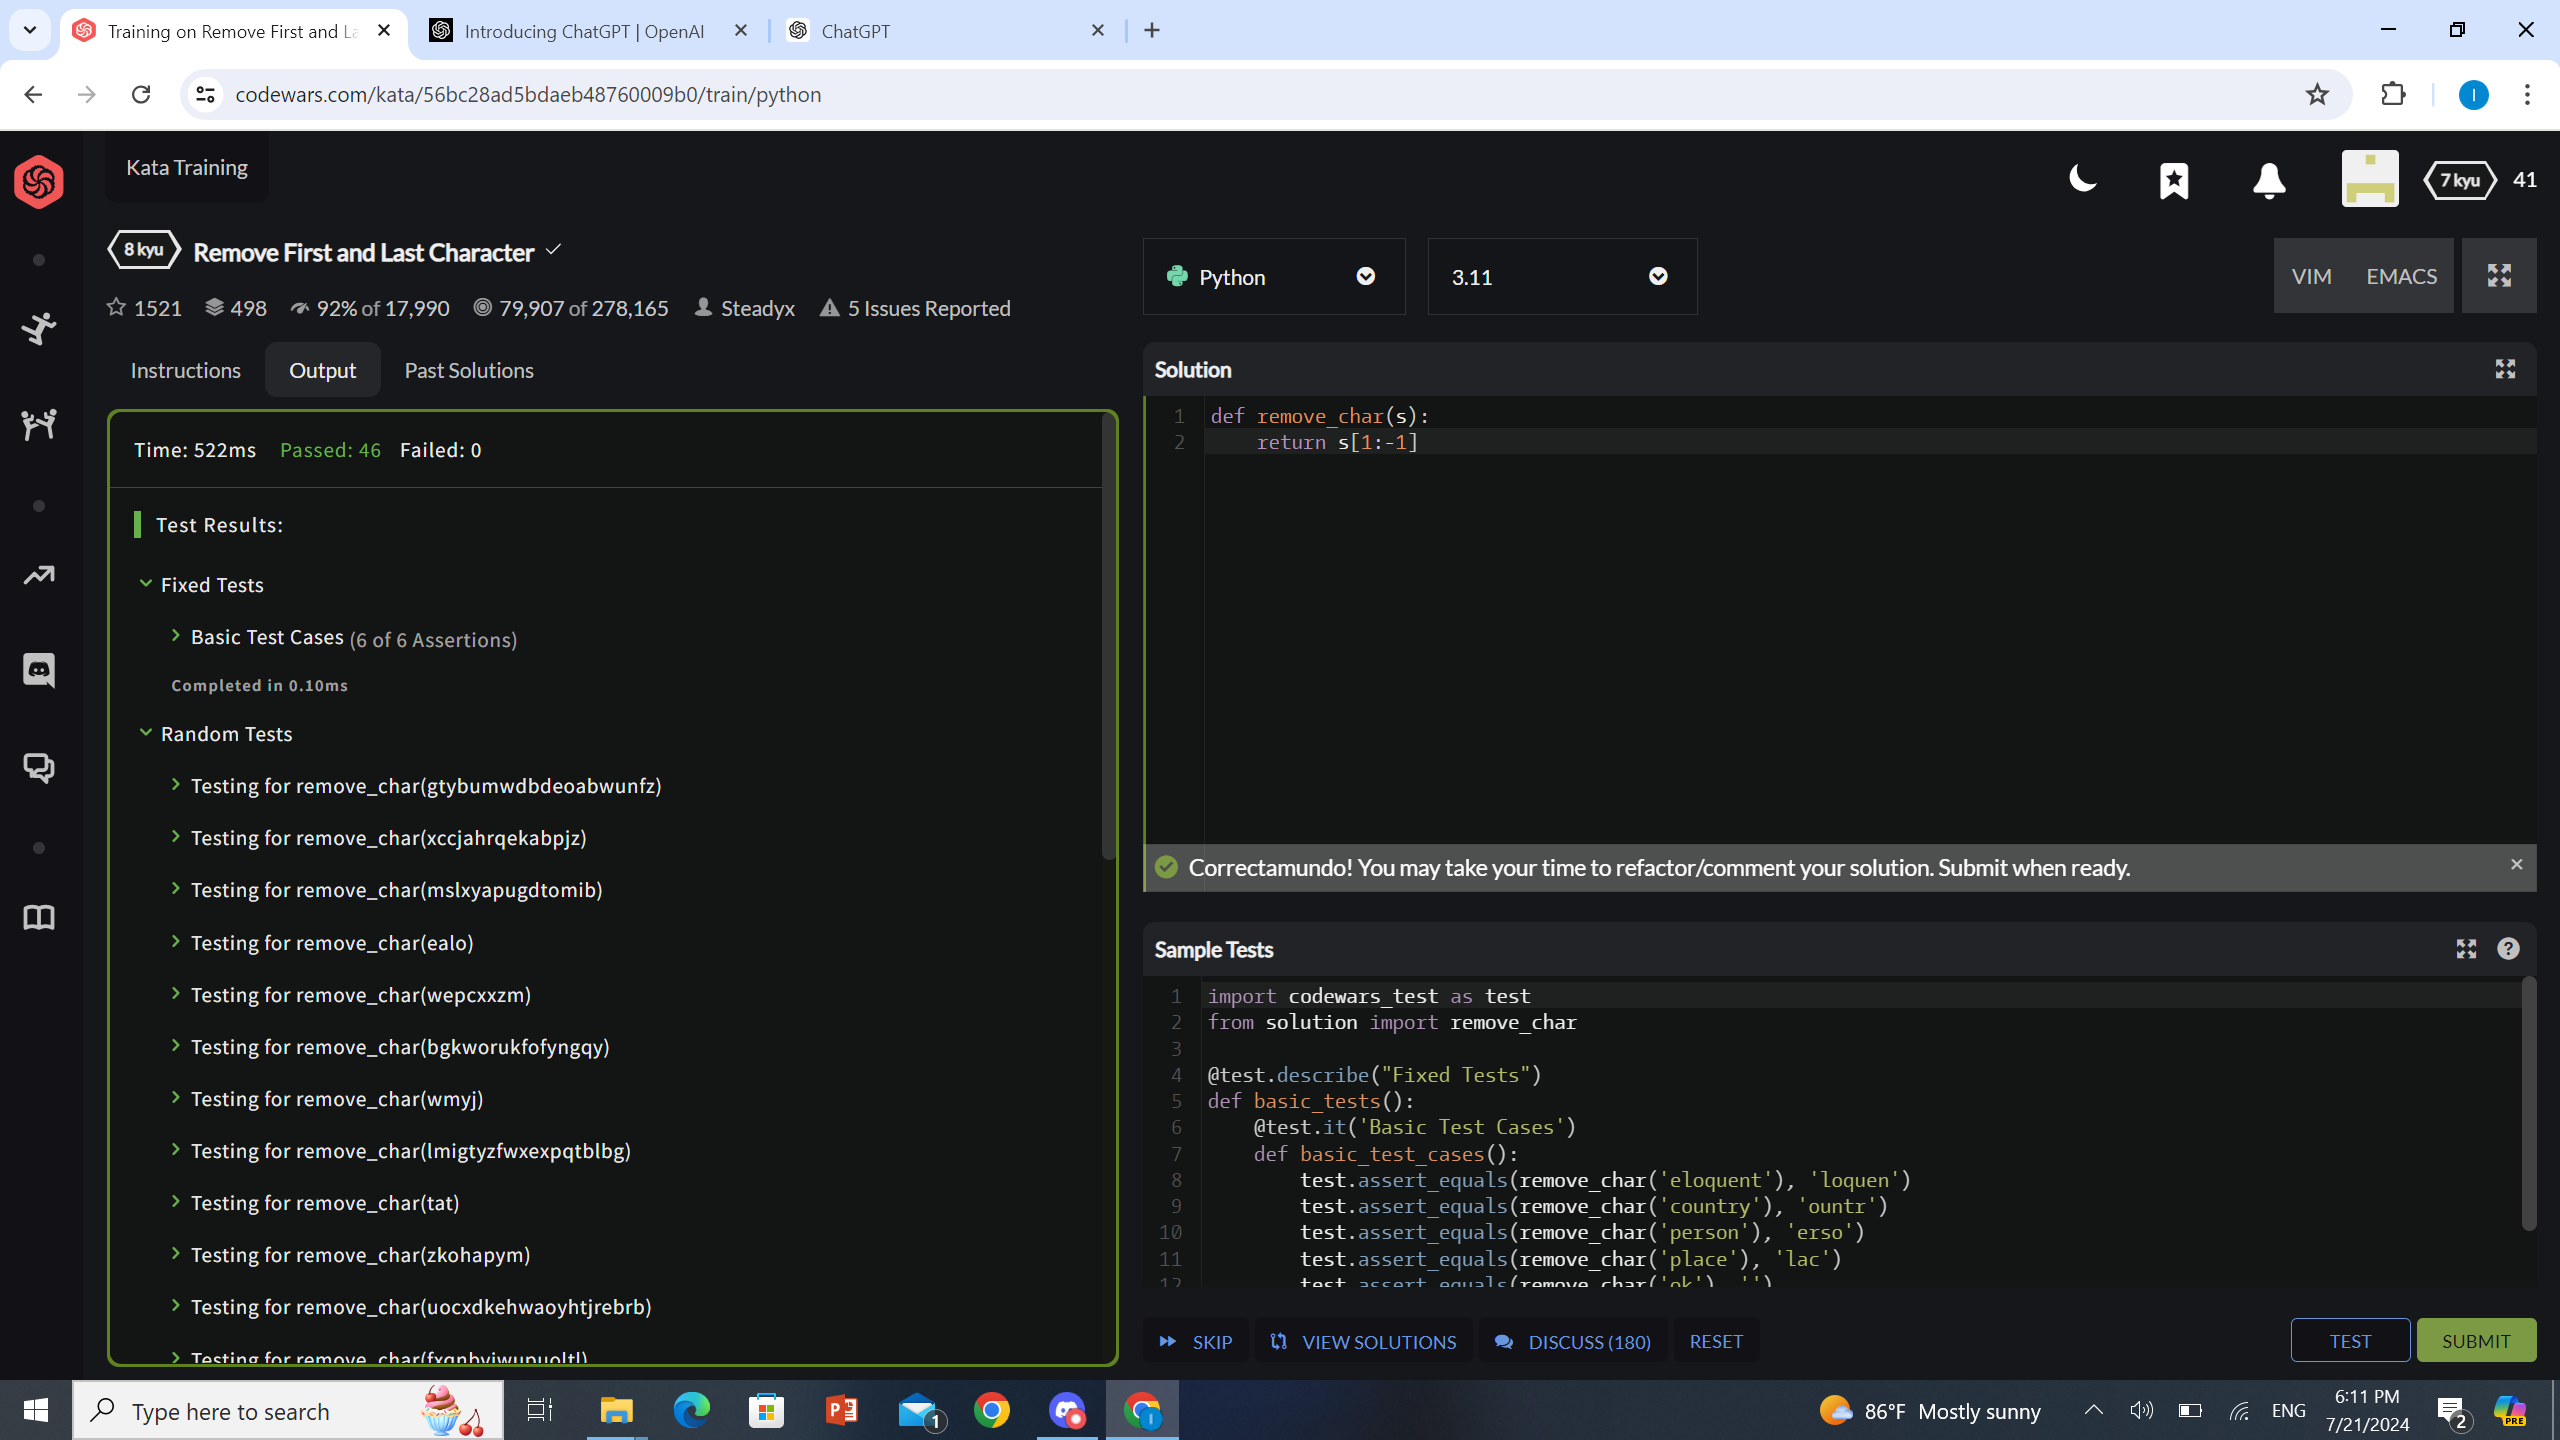 Training on Remove First and La
Introducing ChatGPT | OpenAI
ChatGPT
codewars.com/kata/56bc28ad5bdaeb48760009b0/train/python
I
Kata Training
7 kyu
41
8 kyu
Remove First and Last Character
1521
498
92% of 17,990
79,907 of 278,165
Steadyx
5 Issues Reported
Python
3.11
VIM
EMACS
Instructions
Output
Past Solutions
Time: 522ms
Passed: 46
Failed: 0
Test Results:
Fixed Tests
Basic Test Cases (6 of 6 Assertions)
Completed in 0.10ms
Random Tests
Testing for remove_char(gtybumwdbdeoabwunfz)
Testing for remove_char(xccjahrqekabpjz)
Testing for remove_char(mslxyapugdtomib)
Testing for remove_char(ealo)
Testing for remove_char(wepcxxzm)
Testing for remove_char(bgkworukfofyngqy)
Testing for remove_char(wmyj)
Testing for remove_char(lmigtyzfwxexpqtblbg)
Testing for remove_char(tat)
Testing for remove_char(zkohapym)
Testing for remove_char(uocxdkehwaoyhtjrebrb)
Testing for
Solution
1 def remove_char(s):
2 return s[1:-1]
Correctamundo! You may take your time to refactor/comment your solution. Submit when ready.
Sample Tests
1 import codewars_test as test
2 from solution import remove_char
3
4 @test.describe("Fixed Tests")
5 def basic_tests():
6 @test.it('Basic Test Cases')
7 def basic_test_cases():
8 test.assert_equals(remove_char('eloquent'), 'loquen')
9 test.assert_equals(remove_char('country'), 'ountr')
10 test.assert_equals(remove_char('person'), 'erso')
11 test.assert_equals(remove_char('place'), 'lac')
12 test.assert_equals(remove_char('ok'), '')
SKIP
VIEW SOLUTIONS
DISCUSS (180)
RESET
TEST
SUBMIT
Type here to search
1
I
86°F Mostly sunny
ENG
6:11 PM
7/21/2024
2
PRE